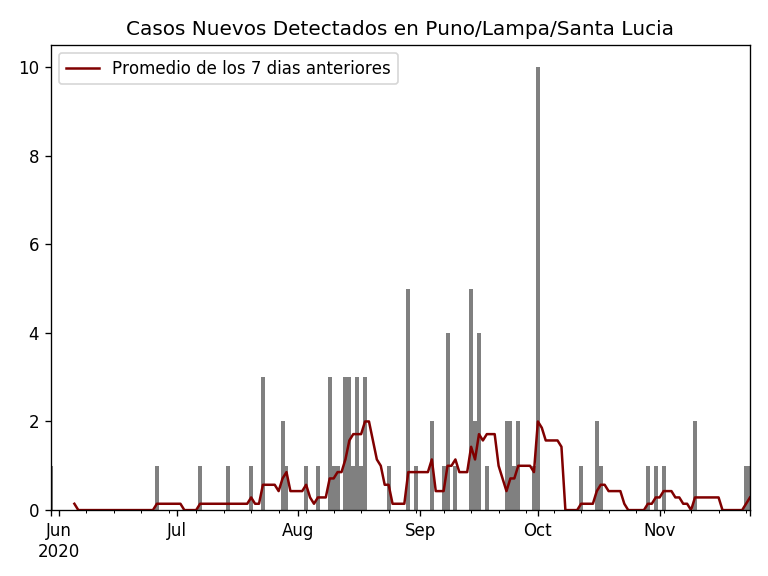 Casos Nuevos Detectados en Puno/Lampa/Santa Lucia
Promedio de los 7 dias anteriores
10
8
6
4
2
0
Jun Jul Aug Sep Oct Nov
2020